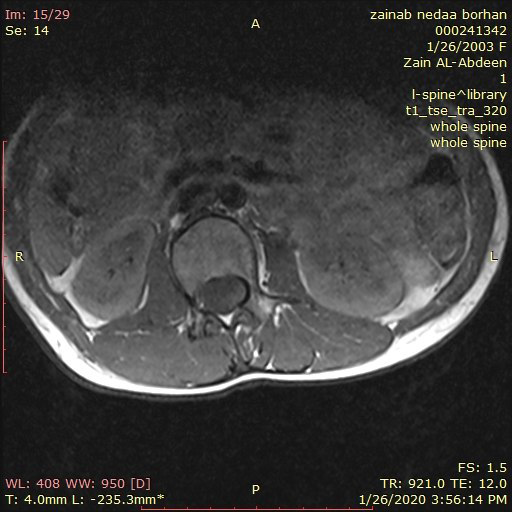 Im: 15/29
Se: 14
A
zainab nedaa borhan
000241342
1/26/2003 F
Zain AL-Abdeen
1
l-spine^library
t1_tse_tra_320
whole spine
whole spine
R
L
WL: 408 WW: 950 [D]
T: 4.0mm L: -235.3mm*
P
FS: 1.5
TR: 921.0 TE: 12.0
1/26/2020 3:56:14 PM